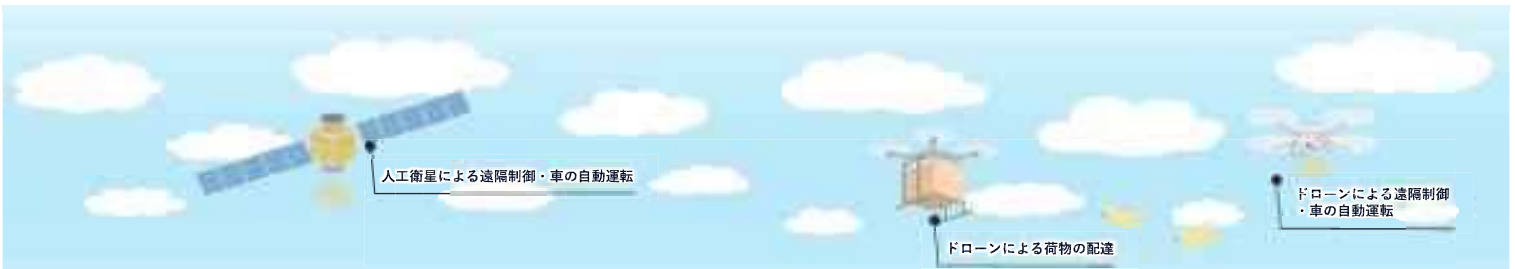 人工衛星による遠隔制御・車の自動運転
ドローンによる荷物の配達
ドローンによる遠隔制御
・車の自動運転